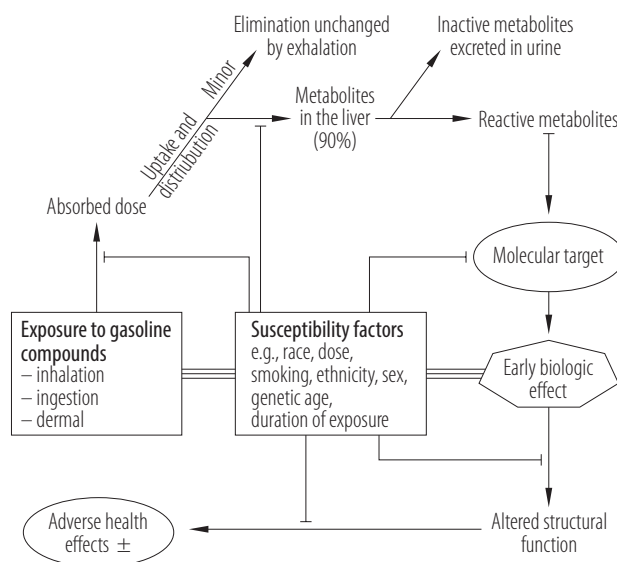 Elimination unchanged
by exhalation
Inactive metabolites
excreted in urine
Minor
Uptake and
distriubution
Metabolites
in the liver
(90%)
Reactive metabolites
Absorbed dose
Molecular target
Exposure to gasoline
compounds
– inhalation
– ingestion
– dermal
Susceptibility factors
e.g., race, dose,
smoking, ethnicity, sex,
genetic age,
duration of exposure
Early biologic
effect
Adverse health
effects ±
Altered structural
function